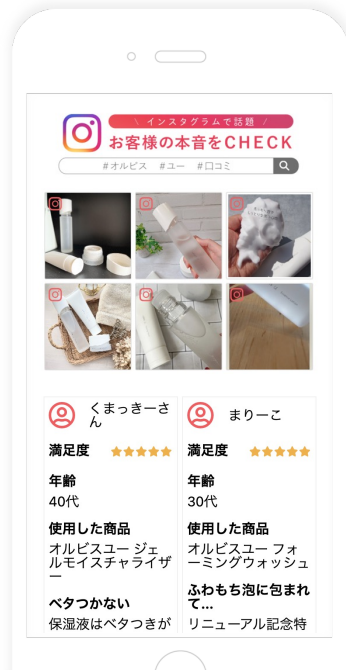 \ インスタグラムで話題 /
お客様の本音をCHECK
#オルビス #ユー #口コミ
くまっきーさ
ん
満足度 ★★★★★
年齢
40代
使用した商品
オルビスユー ジェ
ルモイスチャライザ
ー
ベタつかない
保湿液はベタつきが
まりーこ
満足度 ★★★★★
年齢
30代
使用した商品
オルビスユー フォ
ーミングウォッシュ
ふわもち泡に包まれ
て...
リニューアル記念特